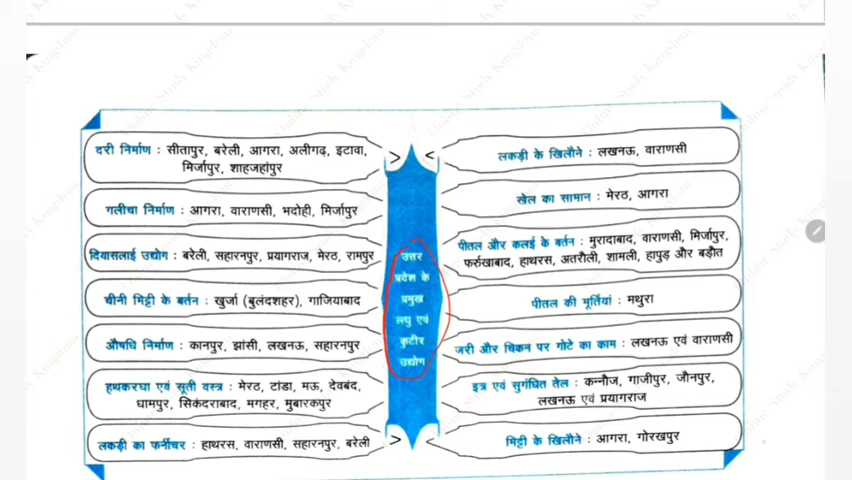 दरी निर्माण : सीतापुर, बरेली, आगरा, अलीगढ़, इटावा,
मिर्जापुर, शाहजहांपुर
गलीचा निर्माण : आगरा, वाराणसी, भदोही, मिर्जापुर
दियासलाई उद्योग : बरेली, सहारनपुर, प्रयागराज, मेरठ, रामपुर
चीनी मिट्टी के बर्तन : खुर्जा (बुलंदशहर), गाजियाबाद
औषधि निर्माण : कानपुर, झांसी, लखनऊ, सहारनपुर
हथकरघा एवं सूती वस्त्र : मेरठ, टांडा, मऊ, देवबंद,
धामपुर, सिकंदराबाद, मगहर, मुबारकपुर
लकड़ी का फर्नीचर : हाथरस, वाराणसी, सहारनपुर, बरेली
उत्तर
प्रदेश के
प्रमुख
लघु एवं
कुटीर
उद्योग
लकड़ी के खिलौने : लखनऊ, वाराणसी
खेल का सामान : मेरठ, आगरा
पीतल और कलई के बर्तन : मुरादाबाद, वाराणसी, मिर्जापुर,
फर्रुखाबाद, हाथरस, अतरौली, शामली, हापुड़ और बड़ौत
पीतल की मूर्तियां : मथुरा
जरी और चिकन पर गोटे का काम : लखनऊ एवं वाराणसी
इत्र एवं सुगंधित तेल : कन्नौज, गाजीपुर, जौनपुर,
लखनऊ एवं प्रयागराज
मिट्टी के खिलौने : आगरा, गोरखपुर